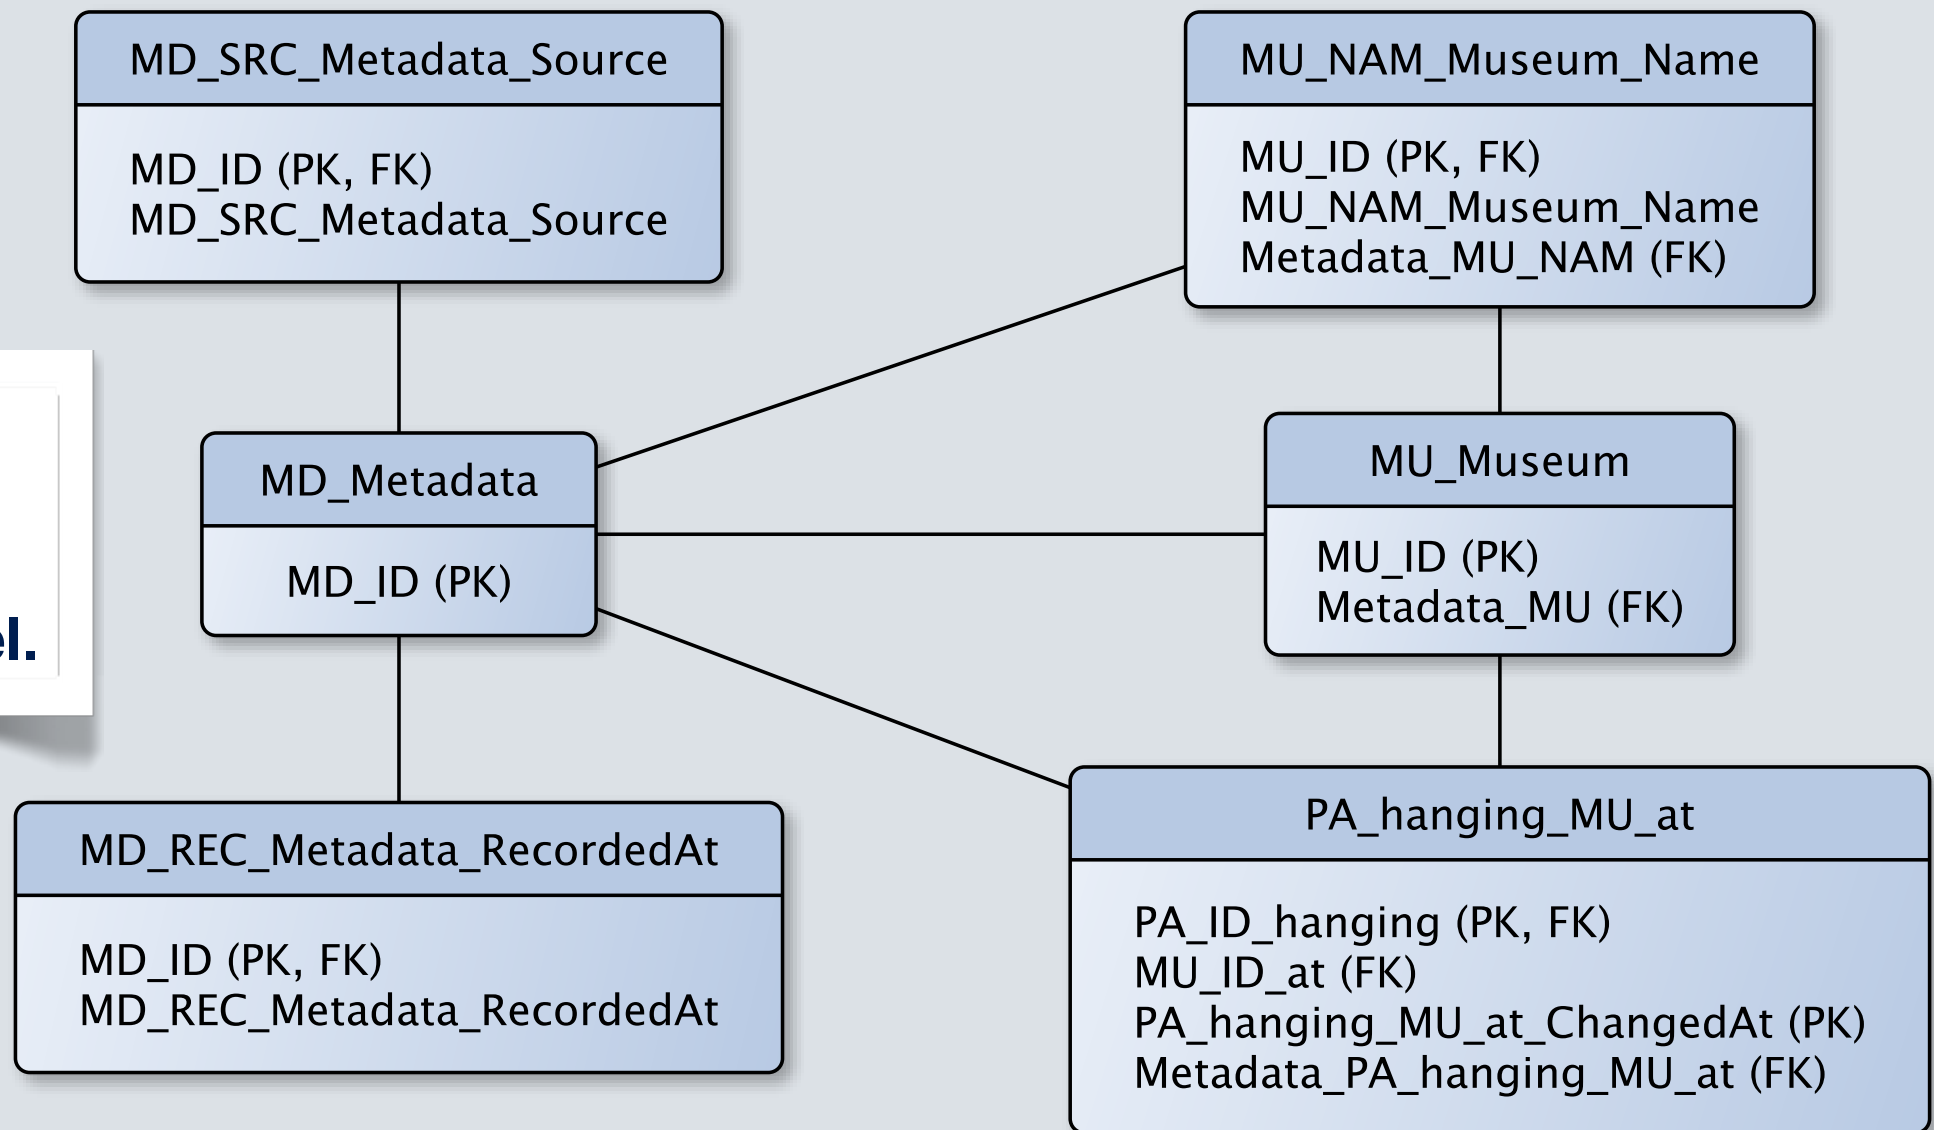 MD_SRC_Metadata_Source
MD_ID (PK, FK)
MD_SRC_Metadata_Source
MU_NAM_Museum_Name
MU_ID (PK, FK)
MU_NAM_Museum_Name
Metadata_MU_NAM (FK)
MD_Metadata
MD_ID (PK)
MU_Museum
MU_ID (PK)
Metadata_MU (FK)
MD_REC_Metadata_RecordedAt
MD_ID (PK, FK)
MD_REC_Metadata_RecordedAt
PA_hanging_MU_at
PA_ID_hanging (PK, FK)
MU_ID_at (FK)
PA_hanging_MU_at_ChangedAt (PK)
Metadata_PA_hanging_MU_at (FK)